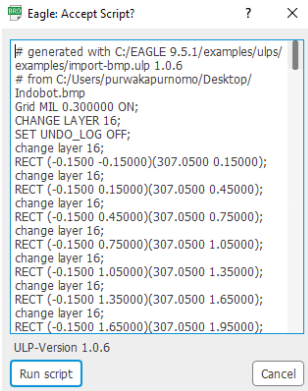 BRD
Eagle: Accept Script?
# generated with C:/EAGLE 9.5.1/examples/ulps/
examples/import-bmp.ulp 1.0.6
# from C:/Users/purwakapurnomo/Desktop/
Indobot.bmp
Grid MIL 0.300000 ON;
CHANGE LAYER 16;
SET UNDO_LOG OFF;
change layer 16;
RECT (-0.1500 -0.15000)(307.0500 0.15000);
change layer 16;
RECT (-0.1500 0.15000)(307.0500 0.45000);
change layer 16;
RECT (-0.1500 0.45000)(307.0500 0.75000);
change layer 16;
RECT (-0.1500 0.75000)(307.0500 1.05000);
change layer 16;
RECT (-0.1500 1.05000)(307.0500 1.35000);
change layer 16;
RECT (-0.1500 1.35000)(307.0500 1.65000);
change layer 16;
RECT (-0.1500 1.65000)(307.0500 1.95000);
ULP-Version 1.0.6
Run script
Cancel